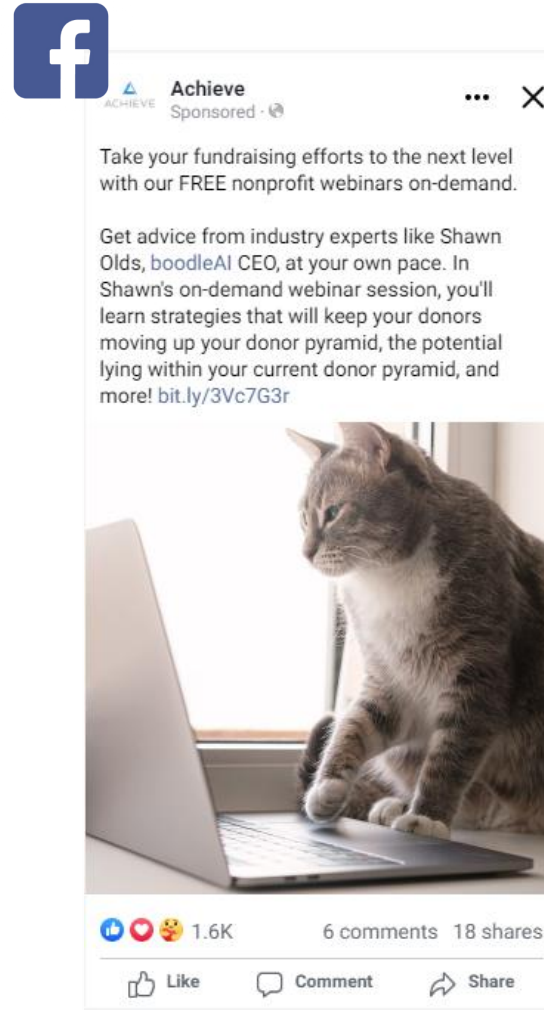 Achieve
ACHIEVE
Sponsored ·
Take your fundraising efforts to the next level
with our FREE nonprofit webinars on-demand.
Get advice from industry experts like Shawn
Olds, boodleAI CEO, at your own pace. In
Shawn's on-demand webinar session, you'll
learn strategies that will keep your donors
moving up your donor pyramid, the potential
lying within your current donor pyramid, and
more! bit.ly/3Vc7G3r
1.6K 6 comments 18 shares
Like Comment Share